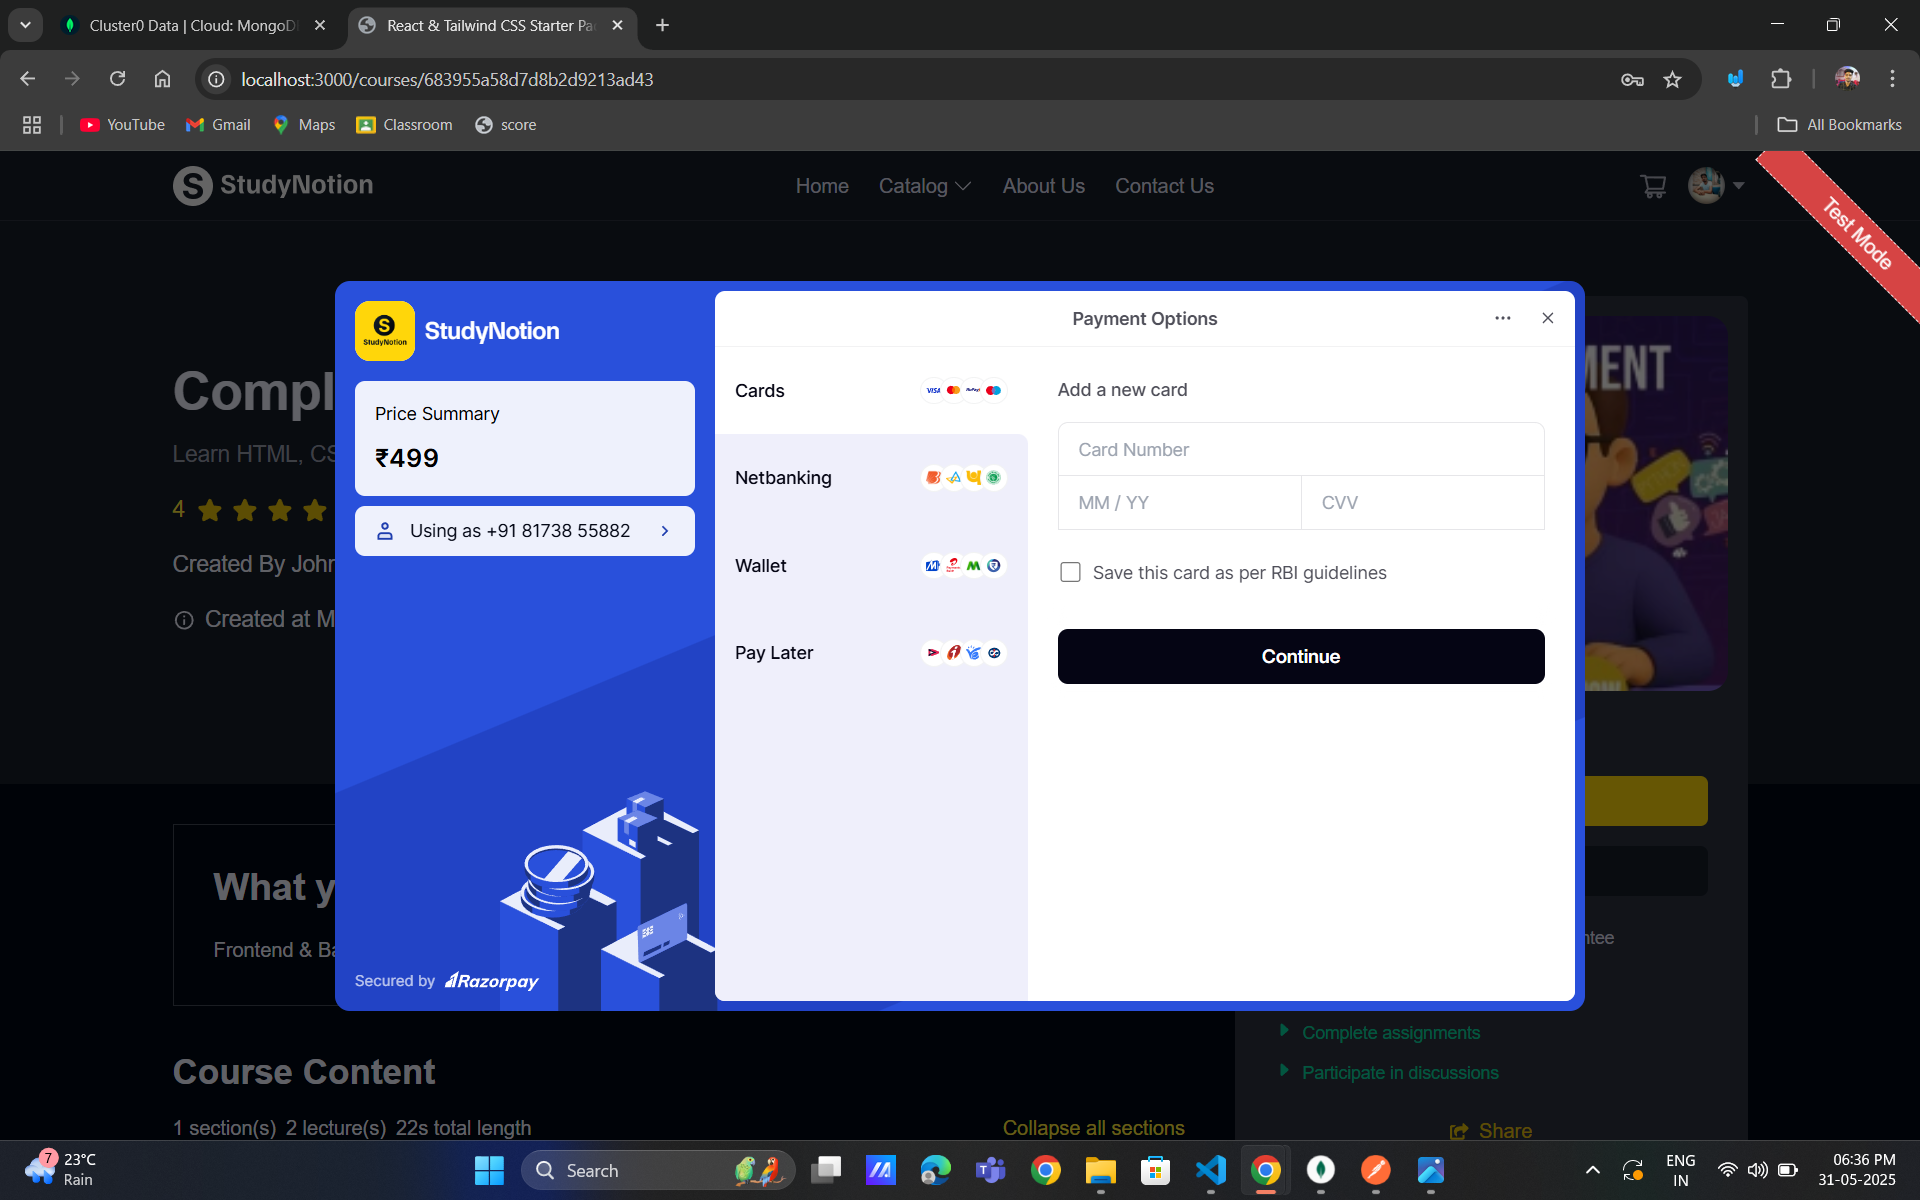 Cluster0 Data | Cloud: MongoD
React & Tailwind CSS Starter Pa
localhost:3000/courses/683955a58d7d8b2d9213ad43
YouTube
Gmail
Maps
Classroom
score
All Bookmarks
StudyNotion
Home
Catalog
About Us
Contact Us
Test Mode
StudyNotion
StudyNotion
Price Summary
₹499
Using as +91 81738 55882
Secured by Razorpay
Payment Options
Cards
VISA
Netbanking
Wallet
Pay Later
Add a new card
Card Number
MM / YY
CVV
Save this card as per RBI guidelines
Continue
Compl
Learn HTML, CS
4
Created By Johr
Created at M
MENT
What y
Frontend & Ba
ntee
Complete assignments
Participate in discussions
Share
Course Content
1 section(s) 2 lecture(s) 22s total length
Collapse all sections
7
23°C
Rain
Search
ENG
IN
06:36 PM
31-05-2025